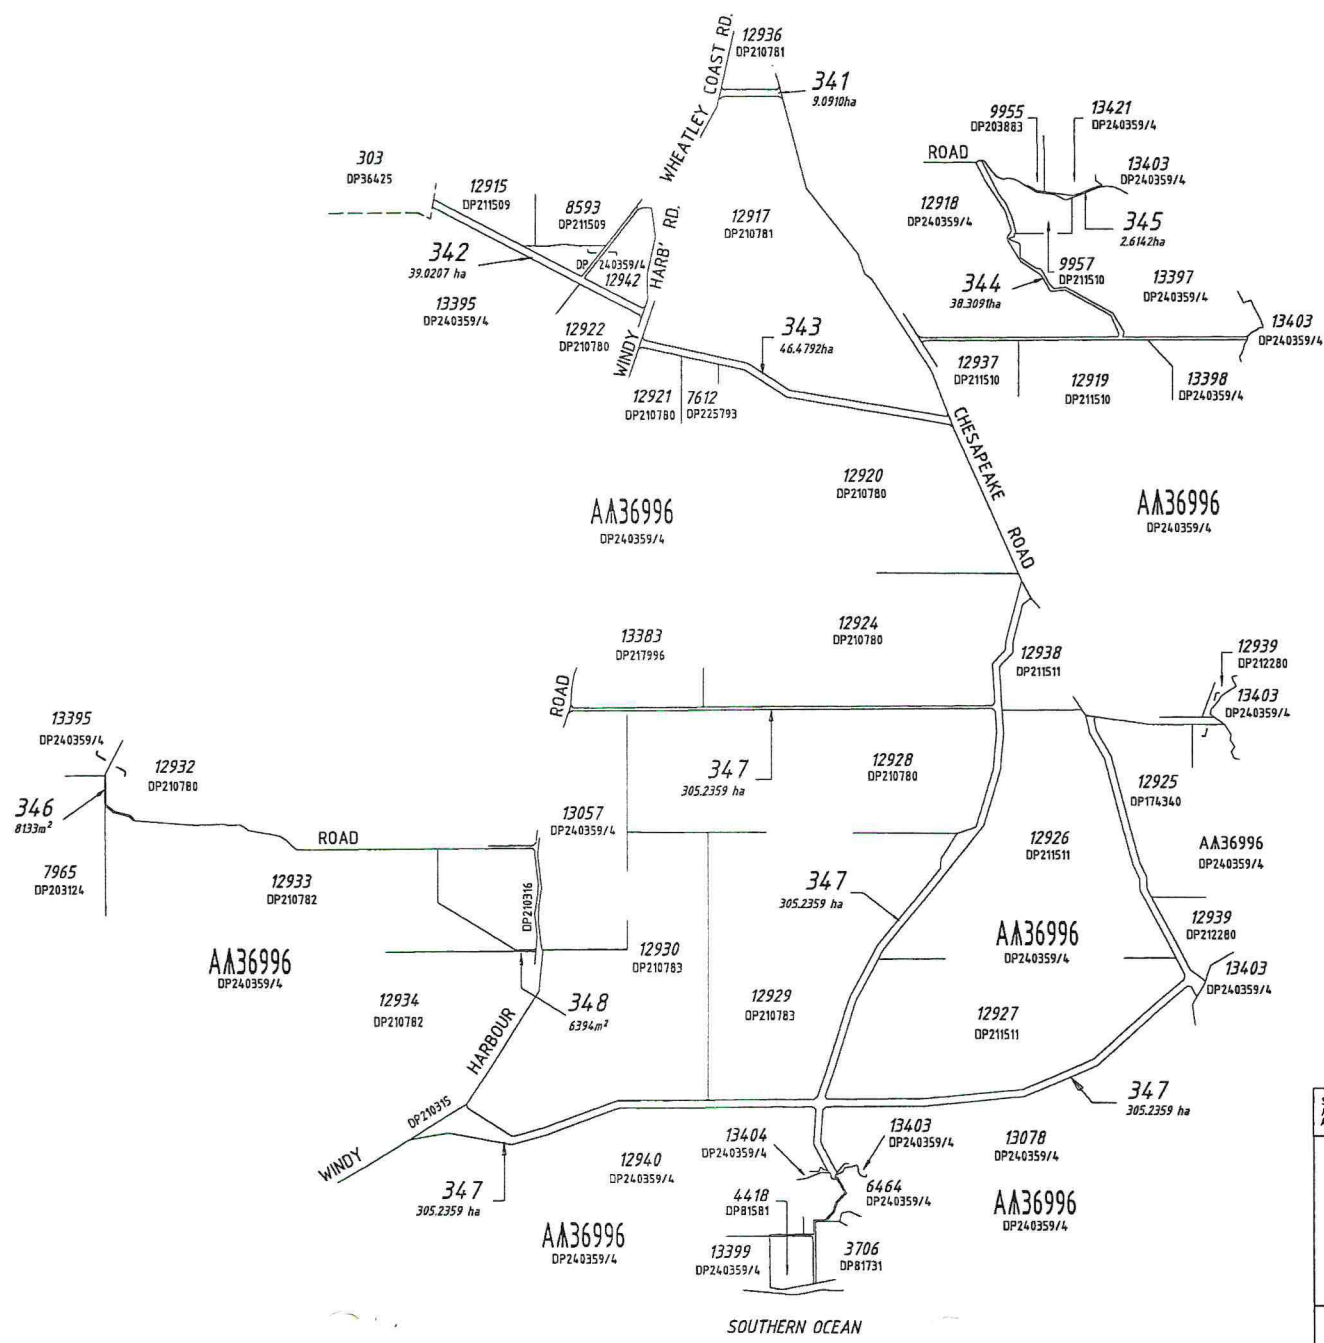 12936
DP210781
WHEATLEY COAST RD.
341
9.0910ha
9955
DP203883
13421
DP240359/4
ROAD
13403
DP240359/4
303
DP36425
12915
DP211509
8593
DP211509
HARB' RD.
12917
DP210781
12918
DP240359/4
345
2.6142ha
342
39.0207 ha
DP 240359/4
12942
9957
DP211510
344
38.3091ha
13397
DP240359/4
13395
DP240359/4
12922
DP210780
WINDY
343
46.4792ha
13403
DP240359/4
12937
DP211510
12919
DP211510
13398
DP240359/4
12921
DP210780
7612
DP225793
CHESAPEAKE ROAD
12920
DP210780
36996
DP240359/4
36996
DP240359/4
12924
DP210780
13383
DP217996
12938
DP211511
12939
DP212280
ROAD
13403
DP240359/4
13395
DP240359/4
12932
DP210780
347
305.2359 ha
12928
DP210780
12925
DP174340
346
8133m²
ROAD
13057
DP240359/4
12926
DP211511
A 36996
DP240359/4
7965
DP203124
12933
DP210782
DP210316
347
305.2359 ha
36996
DP240359/4
12939
DP212280
36996
DP240359/4
12930
DP210783
13403
DP240359/4
12934
DP210782
348
6394m²
12929
DP210783
12927
DP211511
HARBOUR
DP210315
WINDY
347
305.2359 ha
347
305.2359 ha
12940
DP240359/4
13404
DP240359/4
13403
DP240359/4
13078
DP240359/4
4418
DP81581
6464
DP240359/4
36996
DP240359/4
36996
DP240359/4
13399
DP240359/4
3706
DP81731
SOUTHERN OCEAN